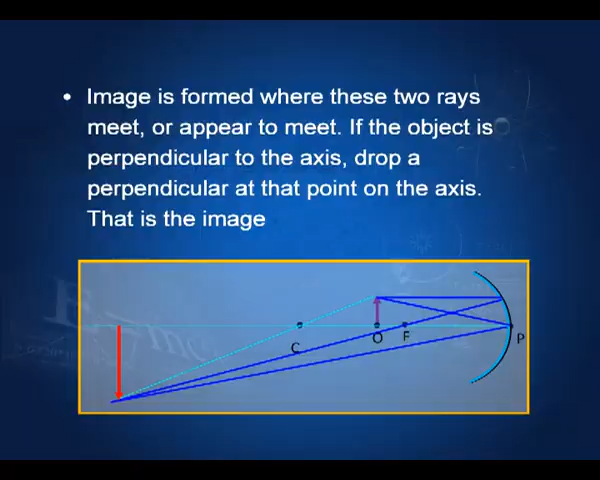 • Image is formed where these two rays
meet, or appear to meet. If the object is
perpendicular to the axis, drop a
perpendicular at that point on the axis.
That is the image
C
O
F
P